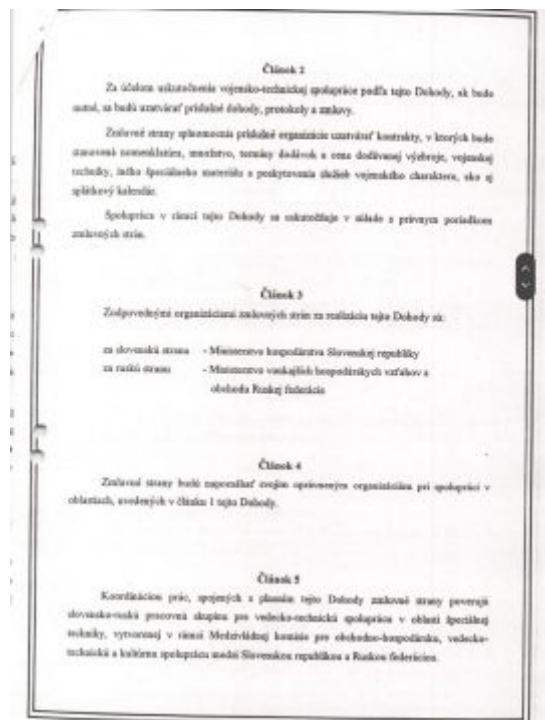 Článok 2
Za účelom uskutočnenia vojensko-technickej spolupráce podľa tejto Dohody, ak bude
nutné, sa budú uzatvárať príslušné dohody, protokoly a zmluvy.
Zmluvné strany splnomocnia príslušné organizácie uzatvárať kontrakty, v ktorých bude
stanovená nomenklatúra, množstvo, termíny dodávok a cena dodávanej výzbroje, vojenskej
techniky, iného špeciálneho materiálu a poskytovania služieb vojenského charakteru, ako aj
splátkový kalendár.
Spolupráca v rámci tejto Dohody sa uskutočňuje v súlade s právnym poriadkom
zmluvných strán.
Článok 3
Zodpovednými organizáciami zmluvných strán za realizáciu tejto Dohody sú:
za slovenskú stranu - Ministerstvo hospodárstva Slovenskej republiky
za ruskú stranu - Ministerstvo vonkajších hospodárskych vzťahov a
obchodu Ruskej federácie
Článok 4
Zmluvné strany budú napomáhať svojim oprávneným organizáciám pri spolupráci v
oblastiach, uvedených v článku 1 tejto Dohody.
Článok 5
Koordináciou prác, spojených s plnením tejto Dohody zmluvné strany poverujú
slovensko-ruskú pracovnú skupinu pre vedecko-technickú spoluprácu v oblasti špeciálnej
techniky, vytvorenej v rámci Medzivládnej komisie pre obchodno-hospodársku, vedecko-
technickú a kultúrnu spoluprácu medzi Slovenskou republikou a Ruskou federáciou.